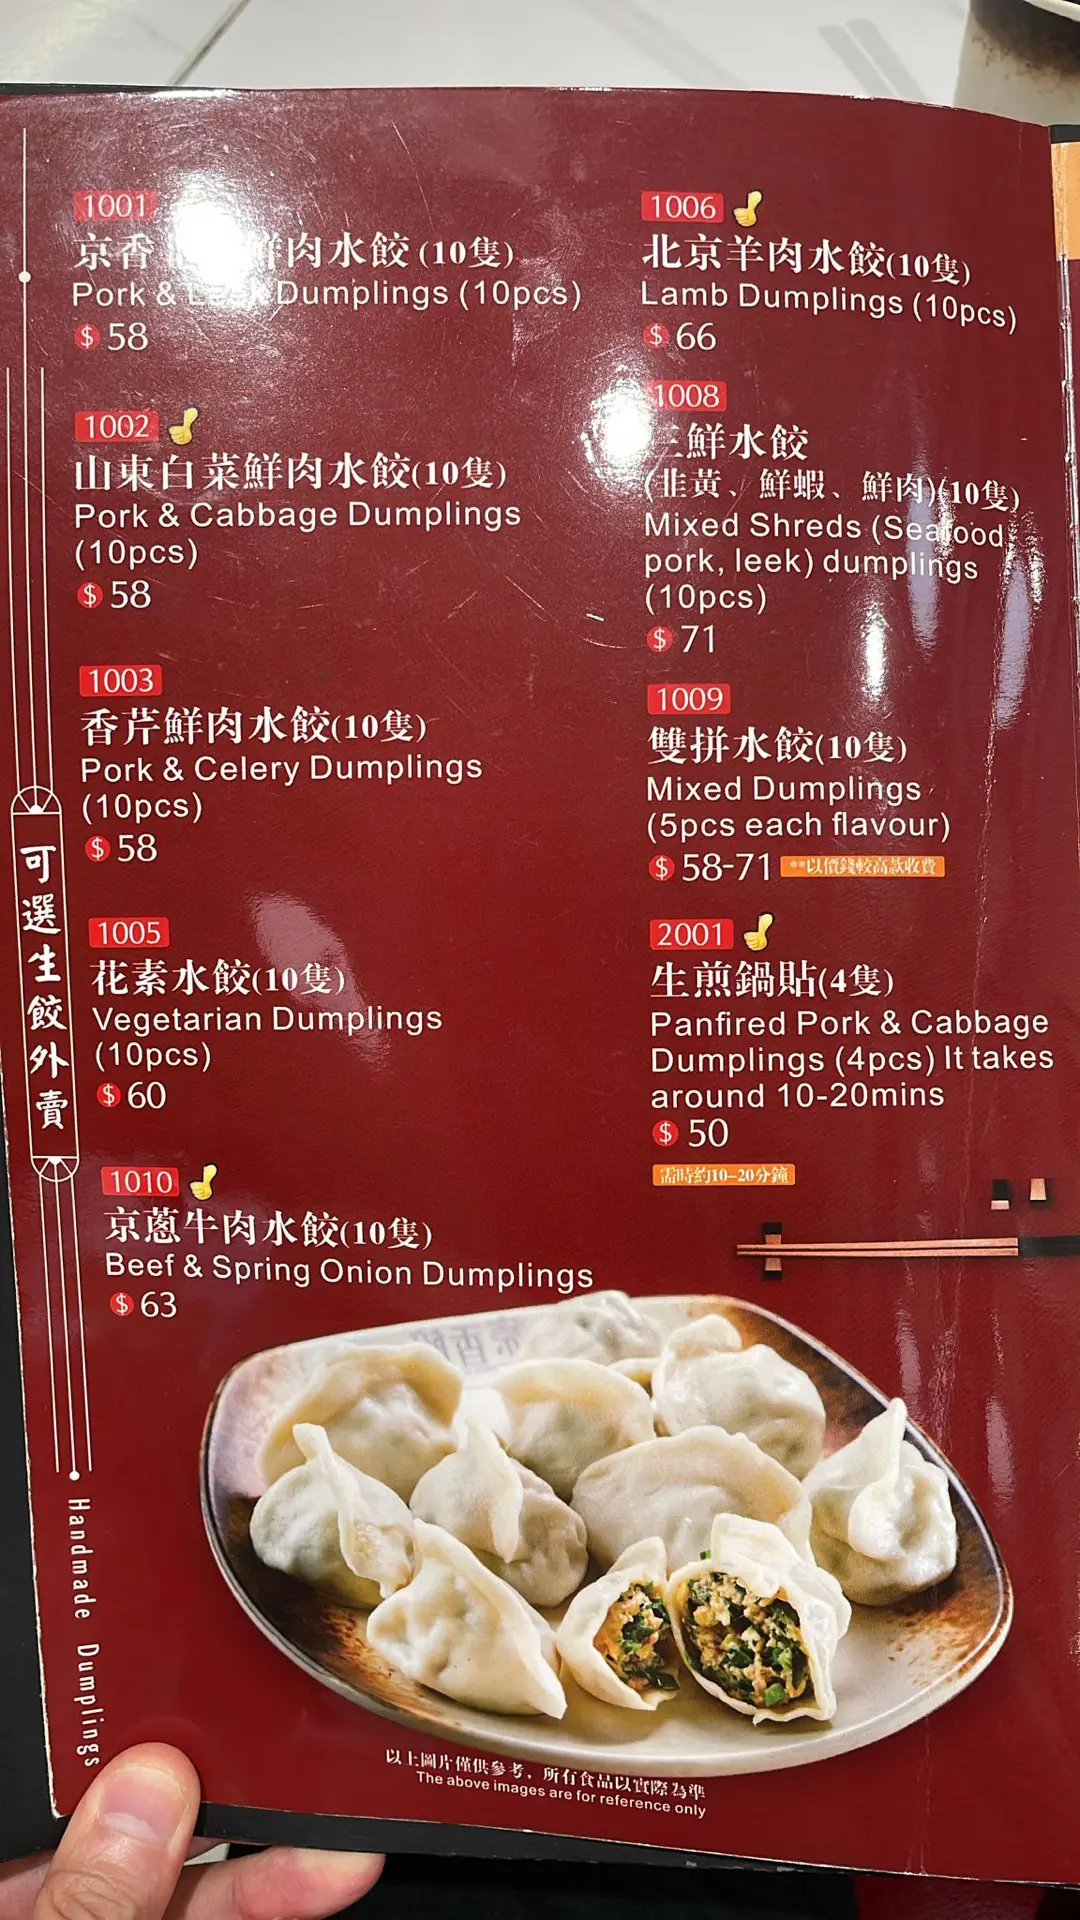 1001
京香鮮肉水餃(10隻)
Pork & Leek Dumplings (10pcs)
$ 58
1002
山東白菜鮮肉水餃(10隻)
Pork & Cabbage Dumplings
(10pcs)
$ 58
1003
香芹鮮肉水餃(10隻)
Pork & Celery Dumplings
(10pcs)
$ 58
1005
花素水餃(10隻)
Vegetarian Dumplings
(10pcs)
$ 60
1010
京蔥牛肉水餃(10隻)
Beef & Spring Onion Dumplings
$ 63
1006
北京羊肉水餃(10隻)
Lamb Dumplings (10pcs)
$ 66
1008
三鮮水餃
(韭黃、鮮蝦、鮮肉)(10隻)
Mixed Shreds (Seafood,
pork, leek) dumplings
(10pcs)
$ 71
1009
雙拼水餃(10隻)
Mixed Dumplings
(5pcs each flavour)
$ 58-71 **以價錢較高款收費
2001
生煎鍋貼(4隻)
Panfired Pork & Cabbage
Dumplings (4pcs) It takes
around 10-20mins
$ 50
需時約10-20分鐘
可選生餃外賣
Handmade Dumplings
以上圖片僅供參考，所有食品以實際為準
The above images are for reference only